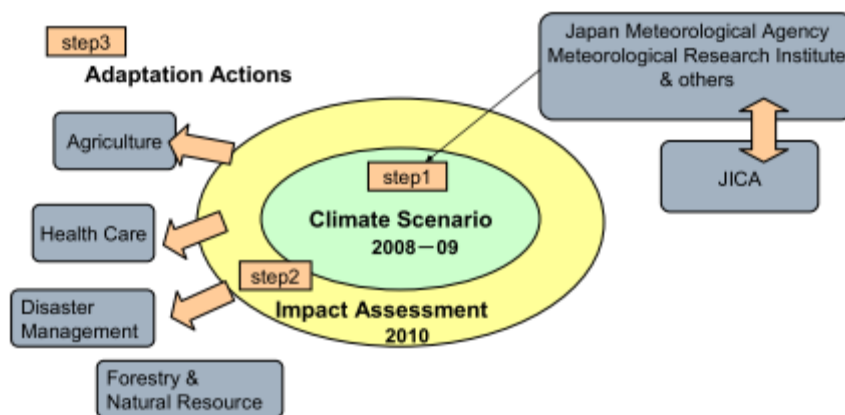 step3
Adaptation Actions
Japan Meteorological Agency
Meteorological Research Institute
& others
Agriculture
step1
JICA
Climate Scenario
2008－09
Health Care
step2
Impact Assessment
2010
Disaster
Management
Forestry &
Natural Resource